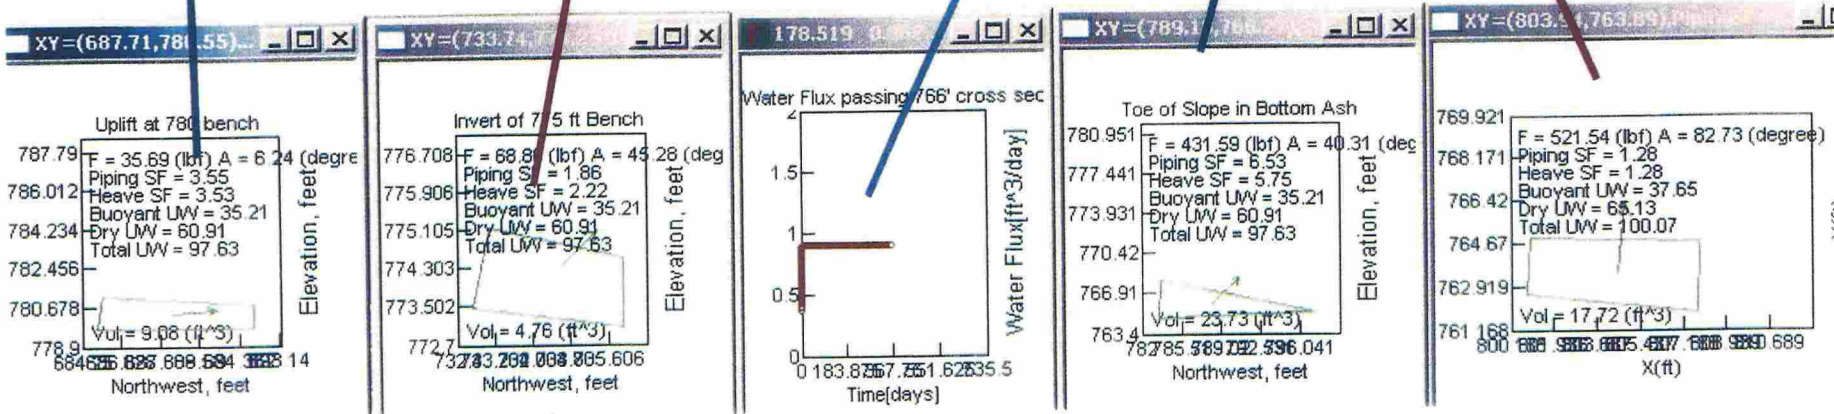 XY=(687.71,780.55)...
Uplift at 780 bench
787.79
786.012
784.234
782.456
780.678
778.9
F = 35.69 (lbf) A = 6.24 (degre
Piping SF = 3.55
Heave SF = 3.53
Buoyant UW = 35.21
Dry UW = 60.91
Total UW = 97.63
Vol = 9.08 (ft^3)
Elevation, feet
Northwest, feet
XY=(733.74,
Invert of 775 ft Bench
776.708
775.906
775.105
774.303
773.502
772.7
F = 68.8 (lbf) A = 45.28 (deg
Piping SF = 1.86
Heave SF = 2.22
Buoyant UW = 35.21
Dry UW = 60.91
Total UW = 97.63
Vol = 4.76 (ft^3)
Elevation, feet
Northwest, feet
178.519
Water Flux passing 766' cross sec
2
1.5
1
0.5
0
Water Flux[ft^3/day]
0 183.875
Time[days]
XY=(789.1
Toe of Slope in Bottom Ash
780.951
777.441
773.931
770.42
766.91
763.4
F = 431.59 (lbf) A = 40.31 (deg
Piping SF = 6.53
Heave SF = 5.75
Buoyant UW = 35.21
Dry UW = 60.91
Total UW = 97.63
Vol = 23.73 (ft^3)
Elevation, feet
Northwest, feet
763.89)
769.921
768.171
766.42
764.67
762.919
761.168
F = 521.54 (lbf) A = 82.73 (degree)
Piping SF = 1.28
Heave SF = 1.28
Buoyant UW = 37.65
Dry UW = 65.13
Total UW = 100.07
Vol = 17.72 (ft^3)
X(ft)